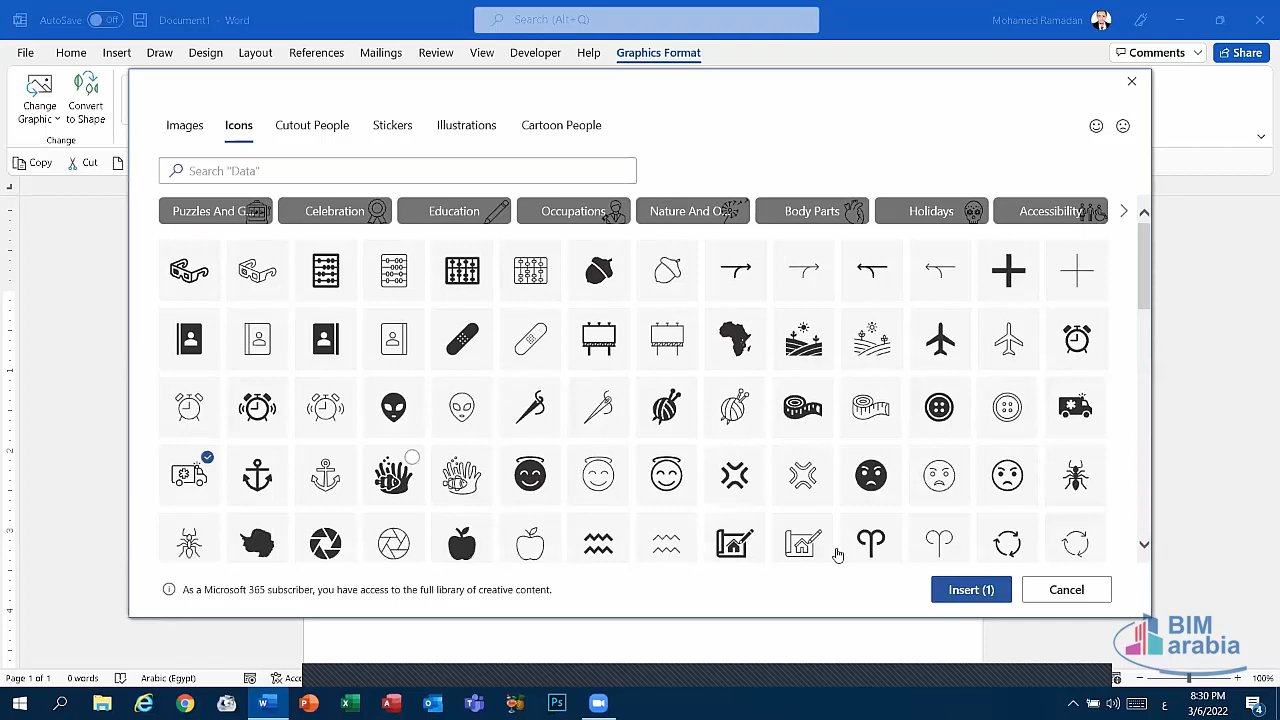 AutoSave Off Document1 - Word Search (Alt+Q) Mohamed Ramadan
File Home Insert Draw Design Layout References Mailings Review View Developer Help Graphics Format Comments Share
Change Graphic
Convert to Shape
Change
Copy Cut
Images Icons Cutout People Stickers Illustrations Cartoon People
Search "Data"
Puzzles And G... Celebration Education Occupations Nature And O... Body Parts Holidays Accessibility
As a Microsoft 365 subscriber, you have access to the full library of creative content.
Insert (1) Cancel
BIM
arabia
Page 1 of 1 0 words Arabic (Egypt) 100%
8:30 PM
3/6/2022